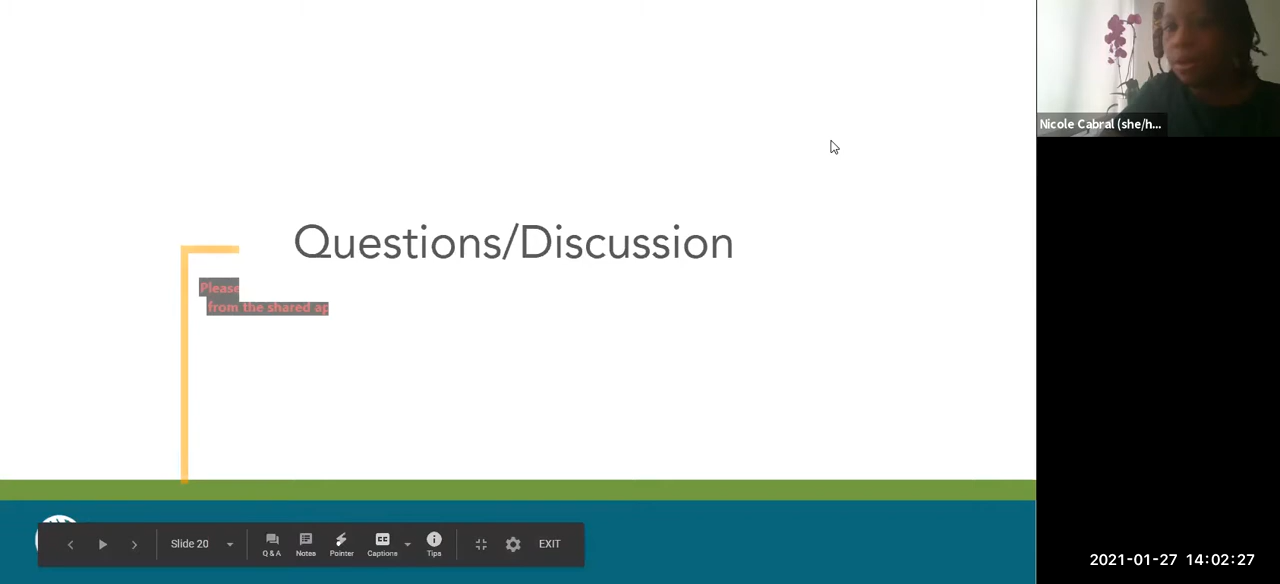 Nicole Cabral (she/h...
Questions/Discussion
Please
from the shared ap
Slide 20
Q & A
Notes
Pointer
Captions
Tips
EXIT
CC
2021-01-27 14:02:27